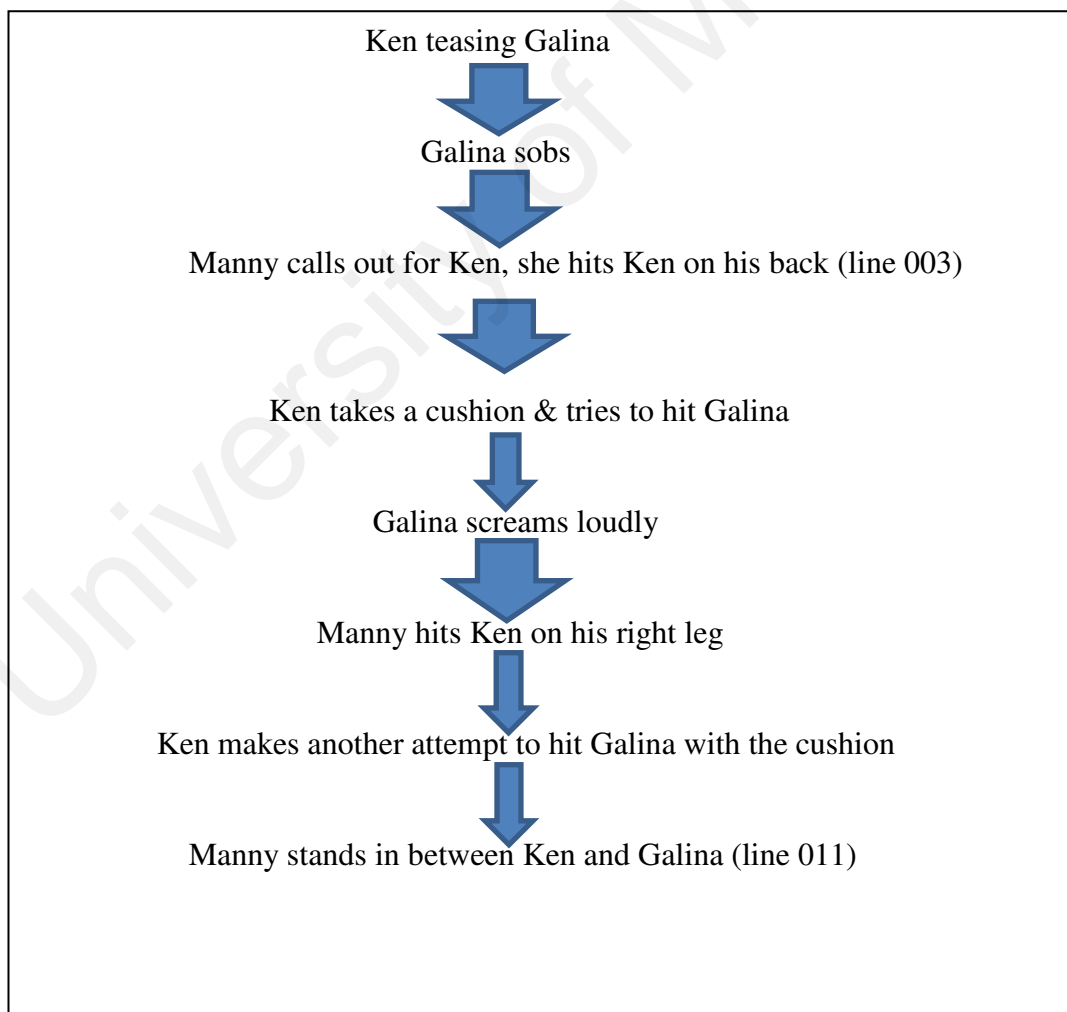 Ken teasing Galina
Galina sobs
Manny calls out for Ken, she hits Ken on his back (line 003)
Ken takes a cushion & tries to hit Galina
Galina screams loudly
Manny hits Ken on his right leg
Ken makes another attempt to hit Galina with the cushion
Manny stands in between Ken and Galina (line 011)
University of M